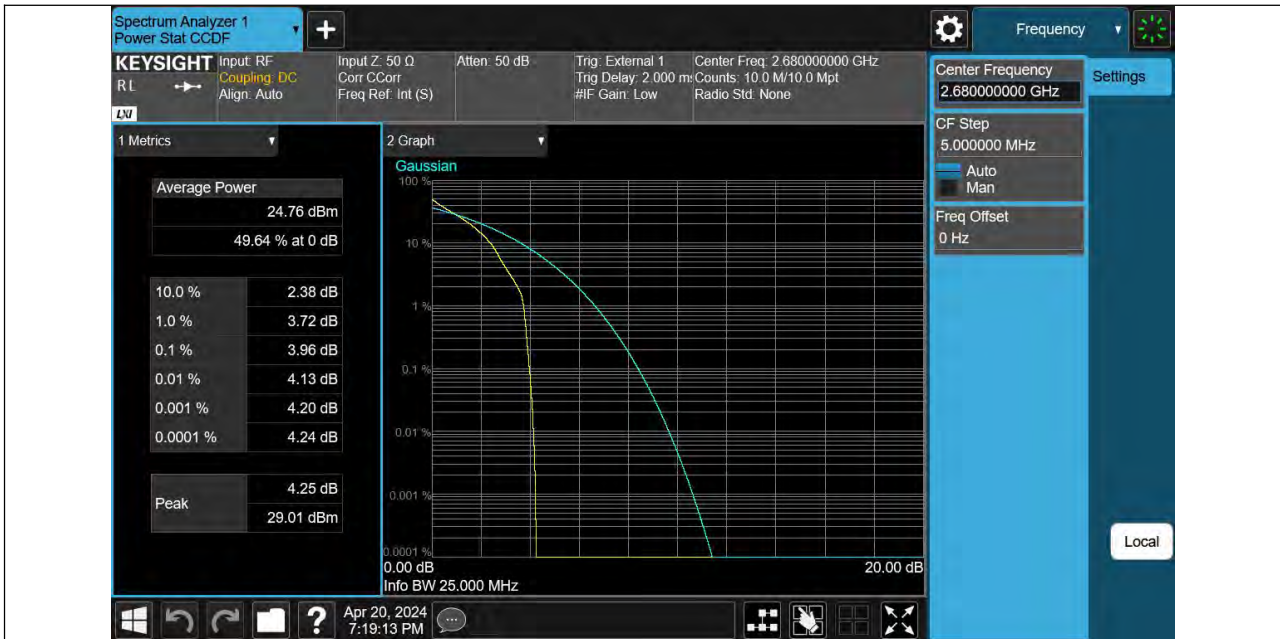 Spectrum Analyzer 1
Power Stat CCDF
Frequency
KEYSIGHT
R L
LXI
Input: RF
Coupling: DC
Align: Auto
Input Z: 50 Ω
Corr CCorr
Freq Ref: Int (S)
Atten: 50 dB
Trig: External 1
Trig Delay: 2.000 ms
#IF Gain: Low
Center Freq: 2.680000000 GHz
Counts: 10.0 M/10.0 Mpt
Radio Std: None
Center Frequency
2.680000000 GHz
Settings
CF Step
5.000000 MHz
Auto
Man
Freq Offset
0 Hz
Local
1 Metrics
Average Power
24.76 dBm
49.64 % at 0 dB
10.0 % 2.38 dB
1.0 % 3.72 dB
0.1 % 3.96 dB
0.01 % 4.13 dB
0.001 % 4.20 dB
0.0001 % 4.24 dB
Peak
4.25 dB
29.01 dBm
2 Graph
Gaussian
100 %
10 %
1 %
0.1 %
0.01 %
0.001 %
0.0001 %
0.00 dB 20.00 dB
Info BW 25.000 MHz
?
Apr 20, 2024
7:19:13 PM